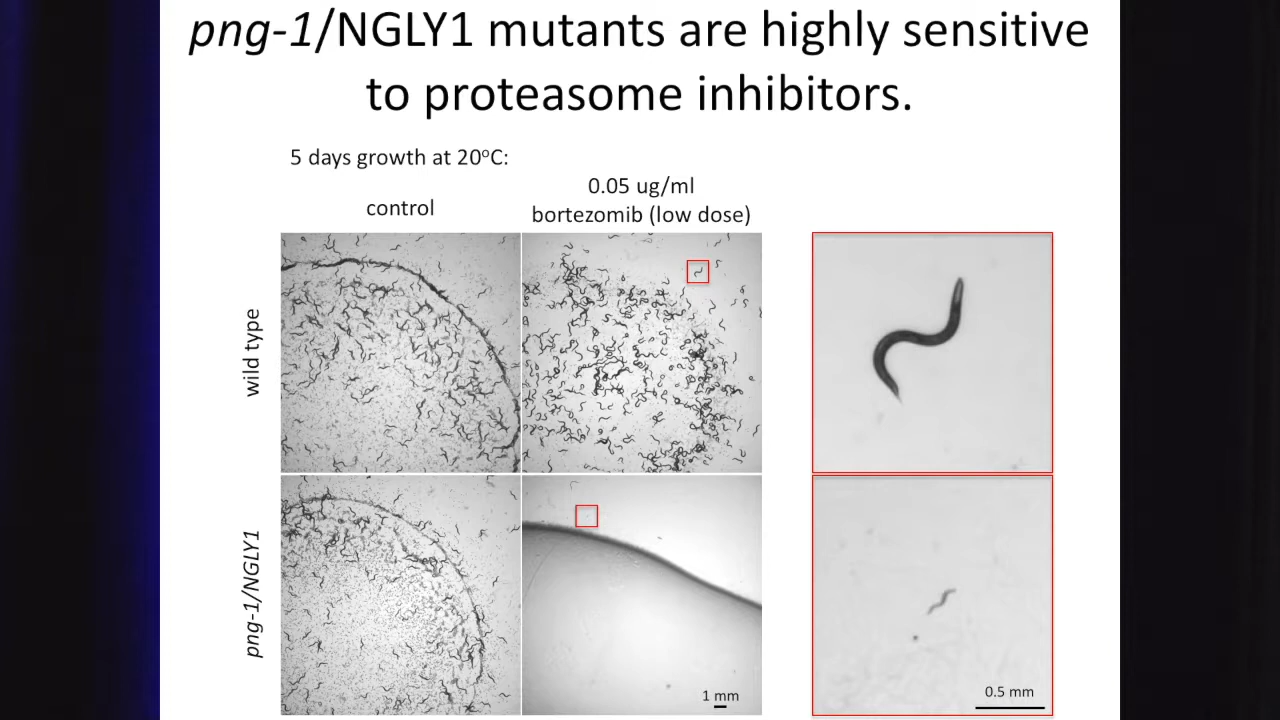 png-1/NGLY1 mutants are highly sensitive
to proteasome inhibitors.
5 days growth at 20°C:
control
0.05 ug/ml
bortezomib (low dose)
wild type
png-1/NGLY1
1 mm
0.5 mm